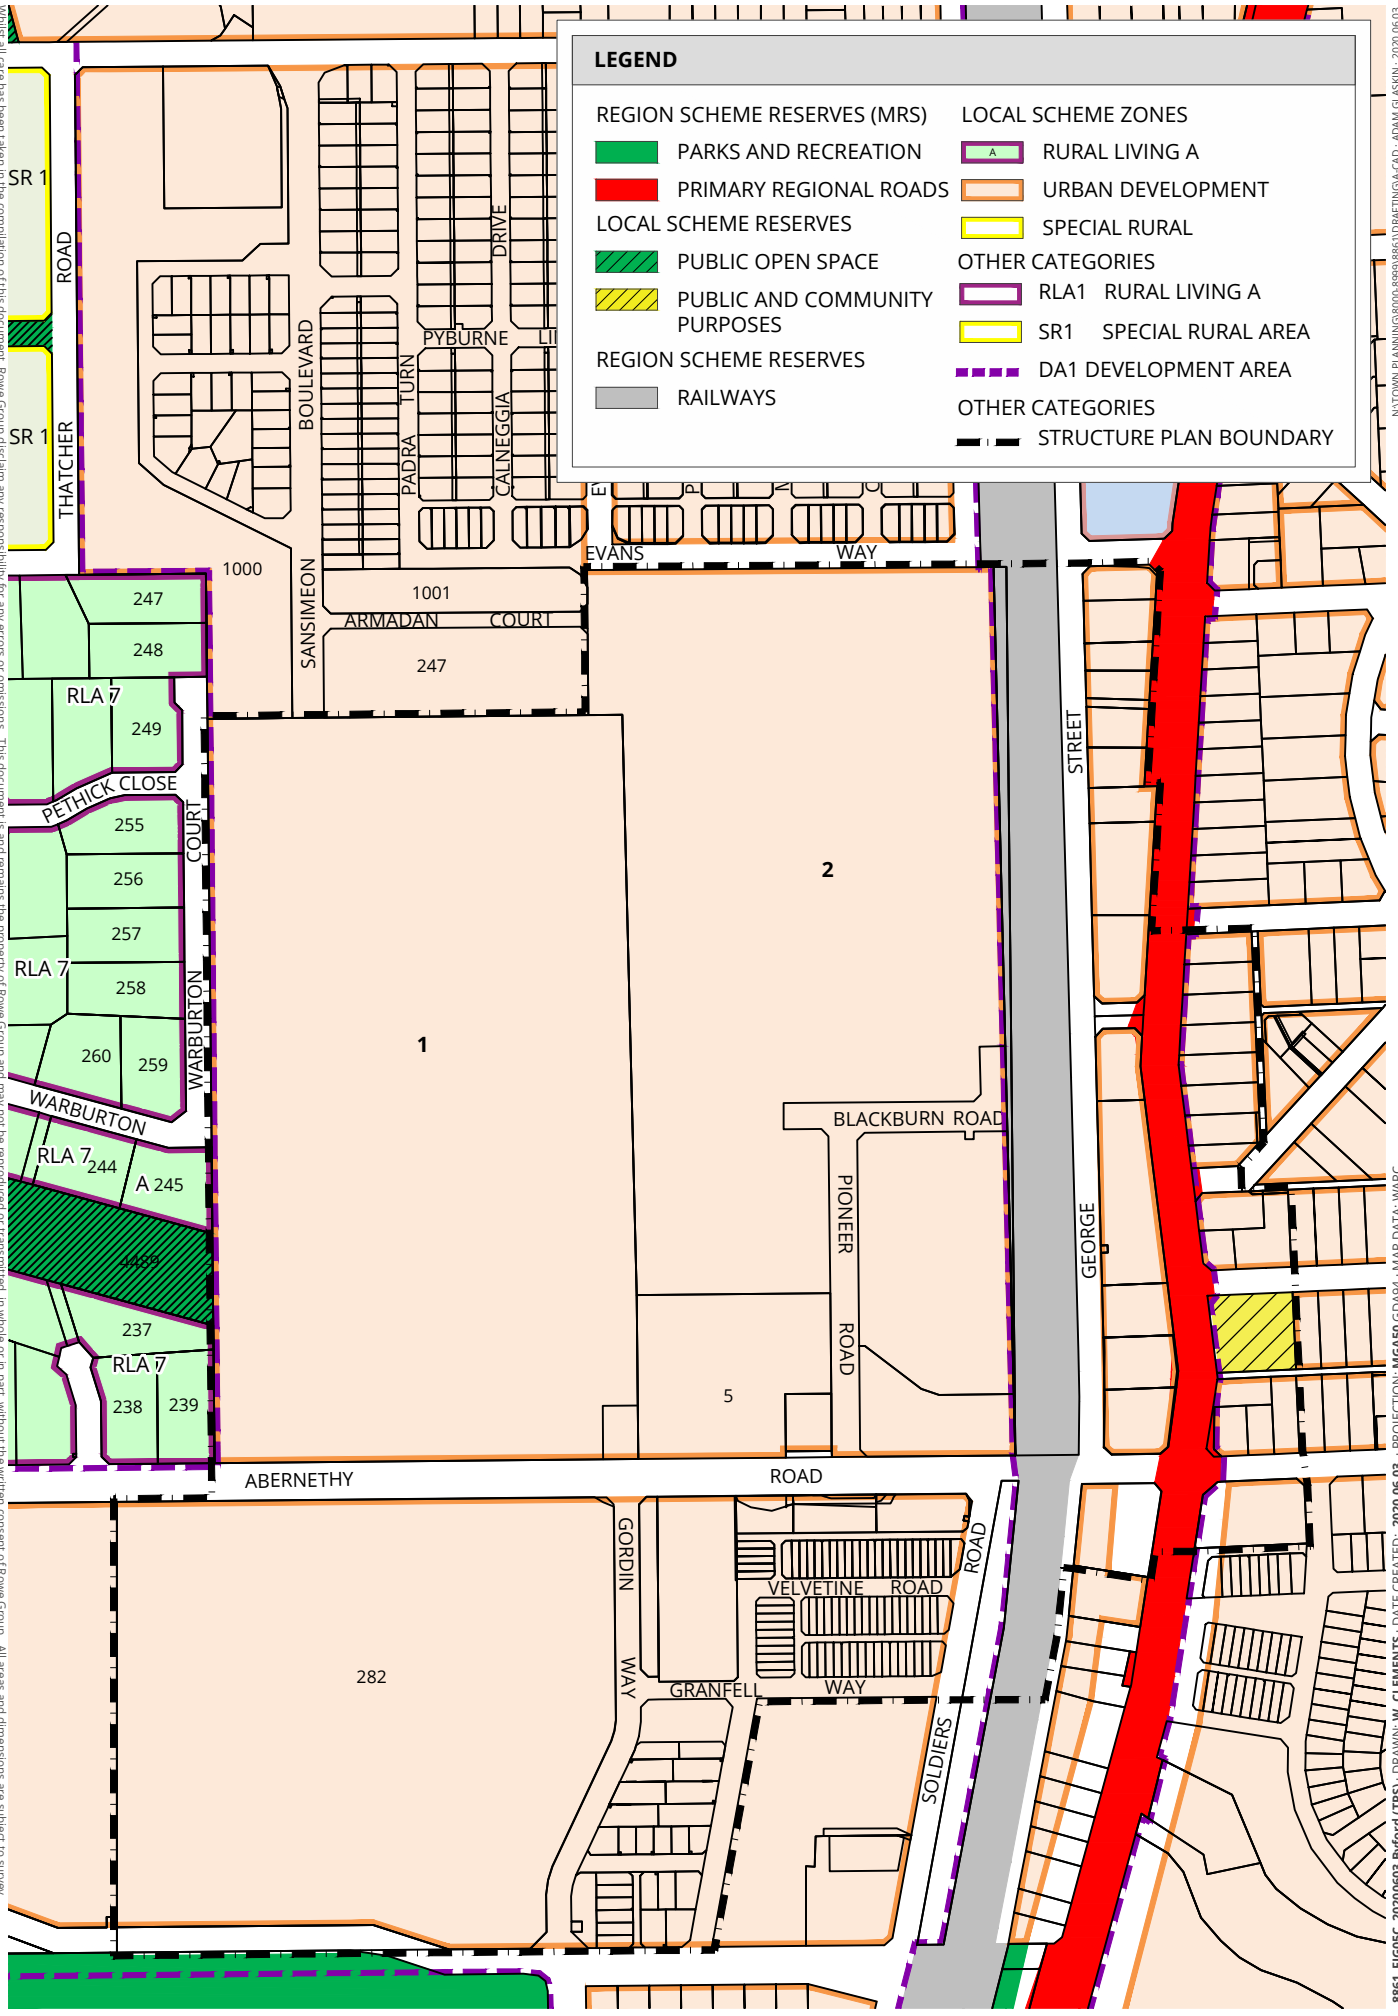 LEGEND
REGION SCHEME RESERVES (MRS)
PARKS AND RECREATION
PRIMARY REGIONAL ROADS
LOCAL SCHEME RESERVES
PUBLIC OPEN SPACE
PUBLIC AND COMMUNITY
PURPOSES
REGION SCHEME RESERVES
RAILWAYS
LOCAL SCHEME ZONES
A
RURAL LIVING A
URBAN DEVELOPMENT
SPECIAL RURAL
OTHER CATEGORIES
RLA1 RURAL LIVING A
SR1 SPECIAL RURAL AREA
DA1 DEVELOPMENT AREA
OTHER CATEGORIES
STRUCTURE PLAN BOUNDARY
SR 1
ROAD
DRIVE
PYBURNE
BOULEVARD
TURN
SR 1
THATCHER
PADRA
CALNEGGIA
EVANS WAY
1000
SANSIMEON
1001
ARMADAN COURT
247
247
248
RLA 7
249
PETHICK CLOSE
COURT
255
256
257
RLA 7
258
WARBURTON
260
259
WARBURTON
RLA 7
244
A 245
4489
237
RLA 7
238
239
1
2
STREET
BLACKBURN ROAD
PIONEER
ROAD
GEORGE
5
ABERNETHY ROAD
GORDIN
WAY
ROAD
VELVETINE ROAD
282
GRANFELL WAY
SOLDIERS